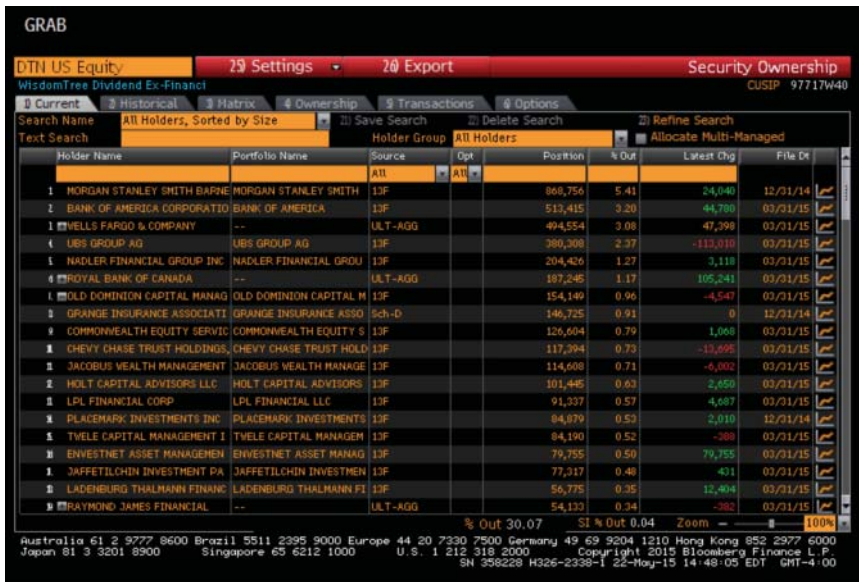 GRAB
DTN US Equity 25) Settings 26) Export Security Ownership
WisdomTree Dividend Ex-Financi CUSIP 97717W40
1) Current 2) Historical 3) Matrix 4) Ownership 5) Transactions 6) Options
Search Name All Holders, Sorted by Size 21) Save Search 22) Delete Search 23) Refine Search
Text Search Holder Group All Holders Allocate Multi-Managed
Holder Name Portfolio Name Source Opt Position % Out Latest Chg File Dt
All All
1 MORGAN STANLEY SMITH BARNE MORGAN STANLEY SMITH 13F 868,756 5.41 24,040 12/31/14
2 BANK OF AMERICA CORPORATIO BANK OF AMERICA 13F 513,415 3.20 44,780 03/31/15
WELLS FARGO & COMPANY -- ULT-AGG 494,554 3.08 47,398 03/31/15
UBS GROUP AG UBS GROUP AG 13F 380,308 2.37 -113,010 03/31/15
NADLER FINANCIAL GROUP INC NADLER FINANCIAL GROU 13F 204,426 1.27 3,118 03/31/15
ROYAL BANK OF CANADA -- ULT-AGG 187,245 1.17 105,241 03/31/15
OLD DOMINION CAPITAL MANAG OLD DOMINION CAPITAL M 13F 154,149 0.96 -4,547 03/31/15
GRANGE INSURANCE ASSOCIATI GRANGE INSURANCE ASSO Sch-D 146,725 0.91 0 12/31/14
COMMONWEALTH EQUITY SERVIC COMMONWEALTH EQUITY S 13F 126,604 0.79 1,068 03/31/15
CHEVY CHASE TRUST HOLDINGS, CHEVY CHASE TRUST HOLD 13F 117,394 0.73 -13,695 03/31/15
JACOBUS WEALTH MANAGEMENT JACOBUS WEALTH MANAGE 13F 114,608 0.71 -6,002 03/31/15
HOLT CAPITAL ADVISORS LLC HOLT CAPITAL ADVISORS 13F 101,445 0.63 2,650 03/31/15
LPL FINANCIAL CORP LPL FINANCIAL LLC 13F 91,337 0.57 4,687 03/31/15
PLACEMARK INVESTMENTS INC PLACEMARK INVESTMENTS 13F 84,879 0.53 2,010 12/31/14
TWELE CAPITAL MANAGEMENT I TWELE CAPITAL MANAGEM 13F 84,190 0.52 03/31/15
ENVESTNET ASSET MANAGEMEN ENVESTNET ASSET MANAG 13F 79,755 0.50 79,755 03/31/15
JAFFETILCHIN INVESTMENT PA JAFFETILCHIN INVESTMEN 13F 77,317 0.48 431 03/31/15
LADENBURG THALMANN FINANC LADENBURG THALMANN FI 13F 56,775 0.35 12,404 03/31/15
RAYMOND JAMES FINANCIAL -- ULT-AGG 54,133 0.34 -382 03/31/15
% Out 30.07 SI % Out 0.04 Zoom 100%
Australia 61 2 9777 8600 Brazil 5511 2395 9000 Europe 44 20 7330 7500 Germany 49 69 9204 1210 Hong Kong 852 2977 6000
Japan 81 3 3201 8900 Singapore 65 6212 1000 U.S. 1 212 318 2000 Copyright 2015 Bloomberg Finance L.P.
SN 358228 H326-2338-1 22-May-15 14:48:05 EDT GMT-4:00